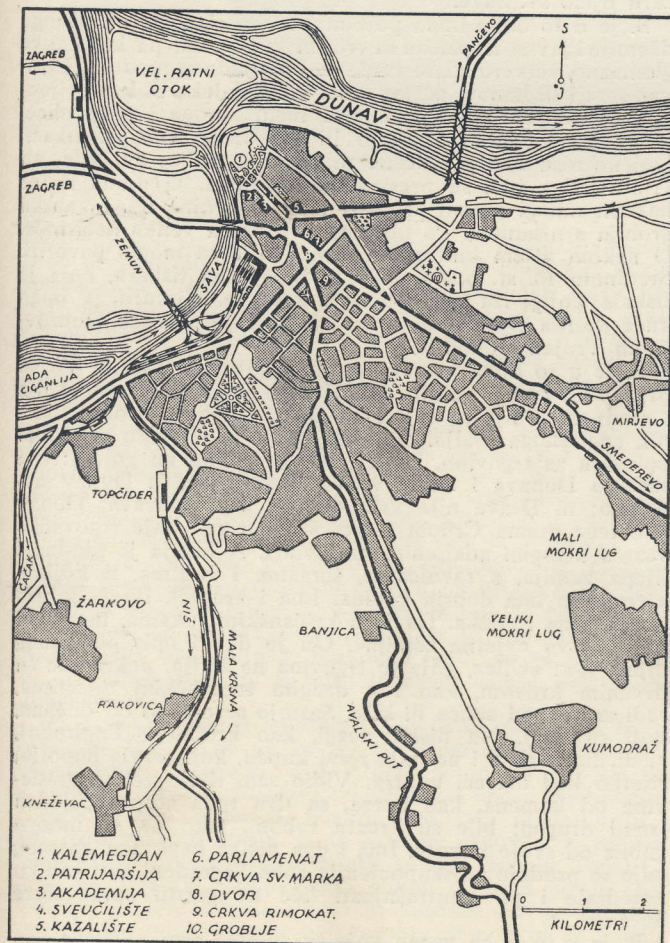 ZAGREB
PANČEVO
S
VEL. RATNI
OTOK
DUNAV
J
ZAGREB
ZEMUN
SAVA
ADA
CIGANLIJA
MIRJEVO
SMEDEREVO
TOPČIDER
MALI
MOKRI LUG
ČAČAK
ŽARKOVO
NIŠ
MALA KRSNA
BANJICA
VELIKI
MOKRI LUG
RAKOVICA
AVALSKI PUT
KUMODRAŽ
KNEŽEVAC
1. KALEMEGDAN
2. PATRIJARŠIJA
3. AKADEMIJA
4. SVEUČILIŠTE
5. KAZALIŠTE
6. PARLAMENAT
7. CRKVA SV. MARKA
8. DVOR
9. CRKVA RIMOKAT.
10. GROBLJE
0 1 2
KILOMETRI